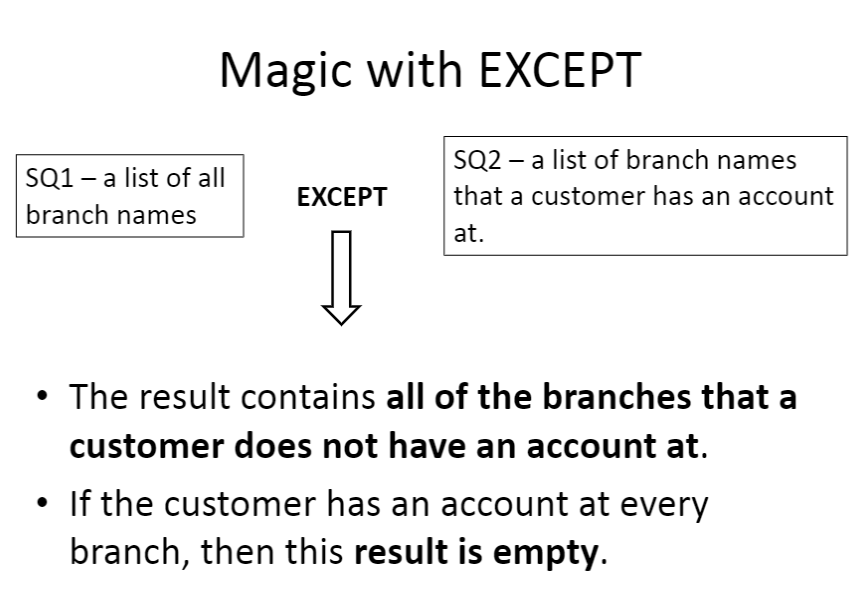 Magic with EXCEPT
SQ1 – a list of all
branch names
EXCEPT
SQ2 – a list of branch names
that a customer has an account
at.
• The result contains all of the branches that a
customer does not have an account at.
• If the customer has an account at every
branch, then this result is empty.